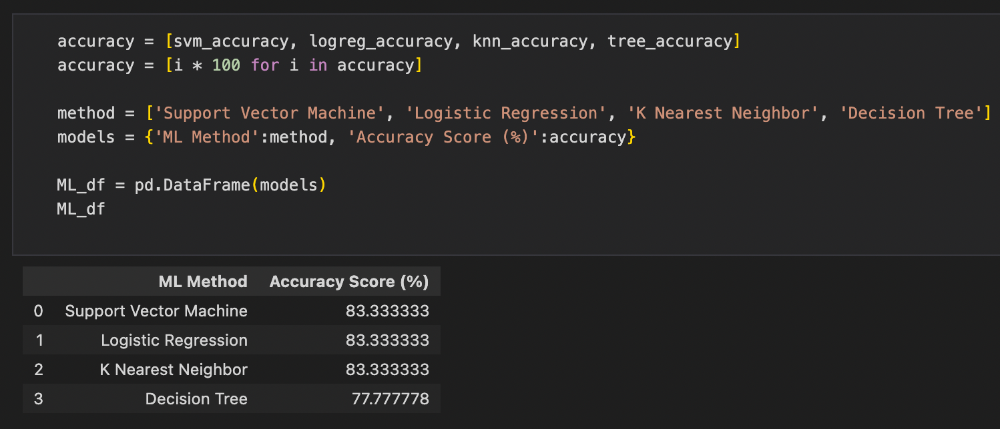 accuracy = [svm_accuracy, logreg_accuracy, knn_accuracy, tree_accuracy]
accuracy = [i * 100 for i in accuracy]
method = ['Support Vector Machine', 'Logistic Regression', 'K Nearest Neighbor', 'Decision Tree']
models = {'ML Method':method, 'Accuracy Score (%)':accuracy}
ML_df = pd.DataFrame(models)
ML_df
ML Method Accuracy Score (%)
0 Support Vector Machine 83.333333
1 Logistic Regression 83.333333
2 K Nearest Neighbor 83.333333
3 Decision Tree 77.777778